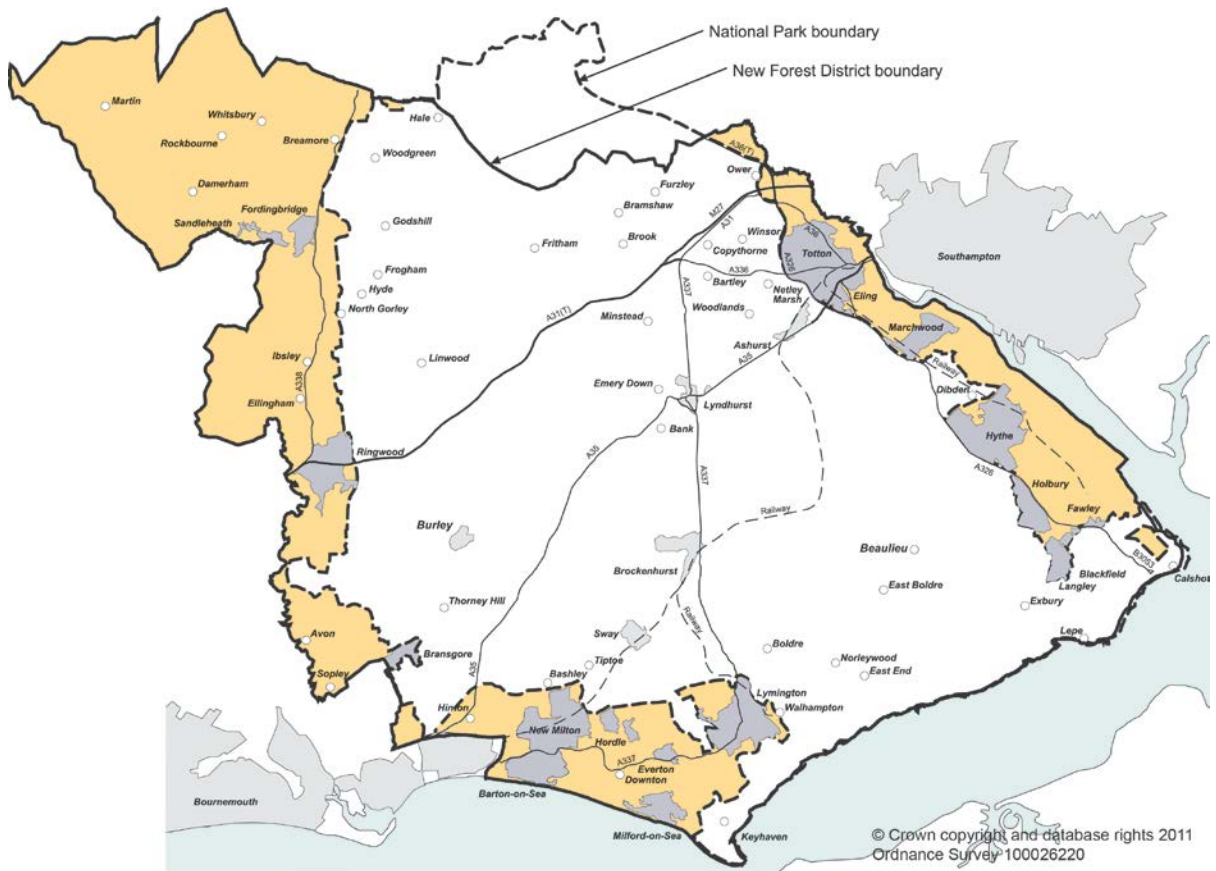 National Park boundary
New Forest District boundary
Martin
Whitsbury
Rockbourne
Breamore
Hale
Woodgreen
Damerham
Fordingbridge
Sandleheath
Godshill
Frogham
Hyde
North Gorley
Ibsley
Ellingham
A338
Linwood
Ringwood
Fritham
Furzley
Bramshaw
Brook
A36(T)
Ower
M27
A31
Winsor
Copythorne
A36
Totton
A326
A336
Bartley
Netley
Marsh
Woodlands
A337
A31(T)
Minstead
Ashurst
A35
Eling
Marchwood
Southampton
Railway
Dibden
Emery Down
Lyndhurst
Bank
A35
A337
Hythe
A326
Holbury
Fawley
Railway
Burley
Brockenhurst
Beaulieu
East Boldre
Blackfield
Langley
B3053
Calshot
Exbury
Lepe
Thorney Hill
Avon
Sopley
Bransgore
A35
Sway
Tiptoe
Railway
Bashley
Boldre
Norleywood
East End
Lymington
Walhampton
Hinton
New Milton
Hordle
A337
Everton
Downton
Barton-on-Sea
Bournemouth
Milford-on-Sea
Keyhaven
© Crown copyright and database rights 2011
Ordnance Survey 100026220